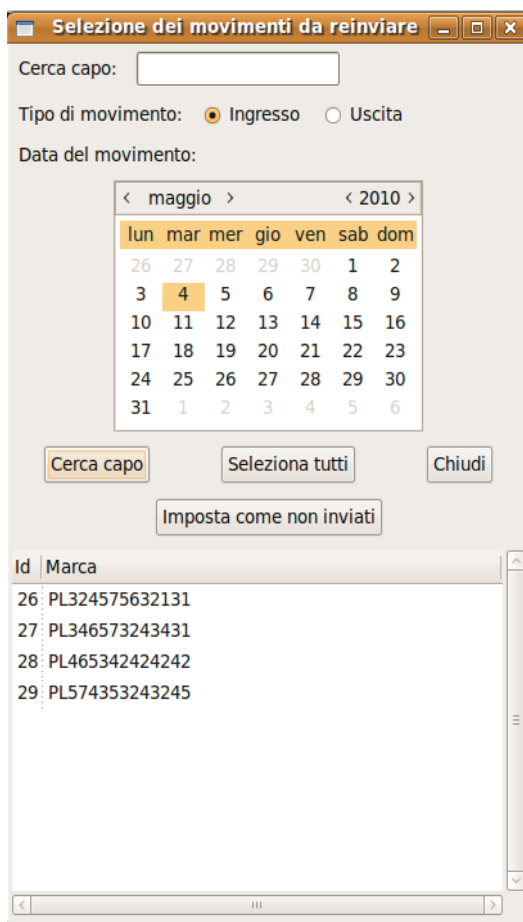 Selezione dei movimenti da reinviare
Cerca capo:
Tipo di movimento: Ingresso Uscita
Data del movimento:
< maggio > < 2010 >
lun mar mer gio ven sab dom
26 27 28 29 30 1 2
3 4 5 6 7 8 9
10 11 12 13 14 15 16
17 18 19 20 21 22 23
24 25 26 27 28 29 30
31 1 2 3 4 5 6
Cerca capo Seleziona tutti Chiudi
Imposta come non inviati
Id Marca
26 PL324575632131
27 PL346573243431
28 PL465342424242
29 PL574353243245